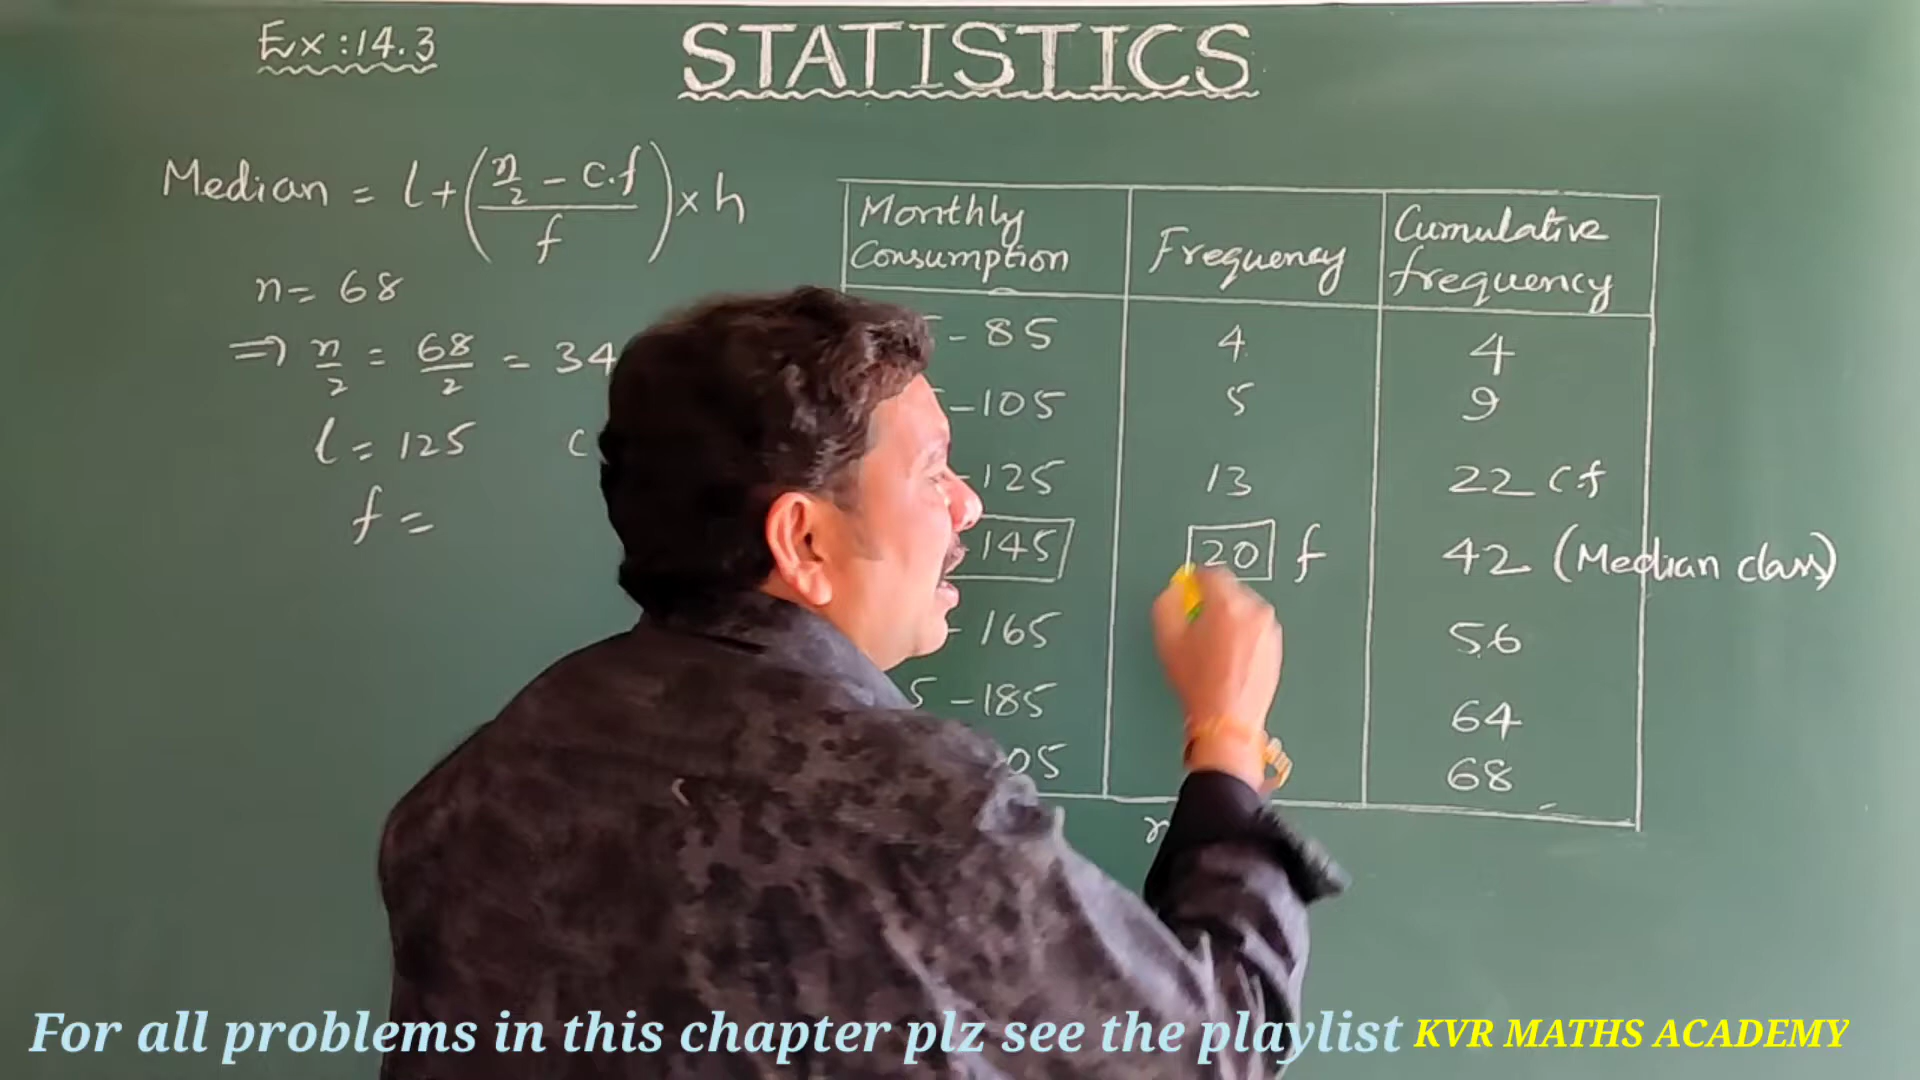 Ex:14.3
STATISTICS
Median = l + ( n/2 - c.f / f ) × h
n = 68
⇒ n/2 = 68/2 = 34
l = 125 c
f =
Monthly Consumption Frequency Cumulative frequency
- 85 4 4
-105 5 9
-125 13 22 c.f
-145 20 f 42 (Median class)
- 165 56
5 -185 64
05 68
n
For all problems in this chapter plz see the playlist KVR MATHS ACADEMY